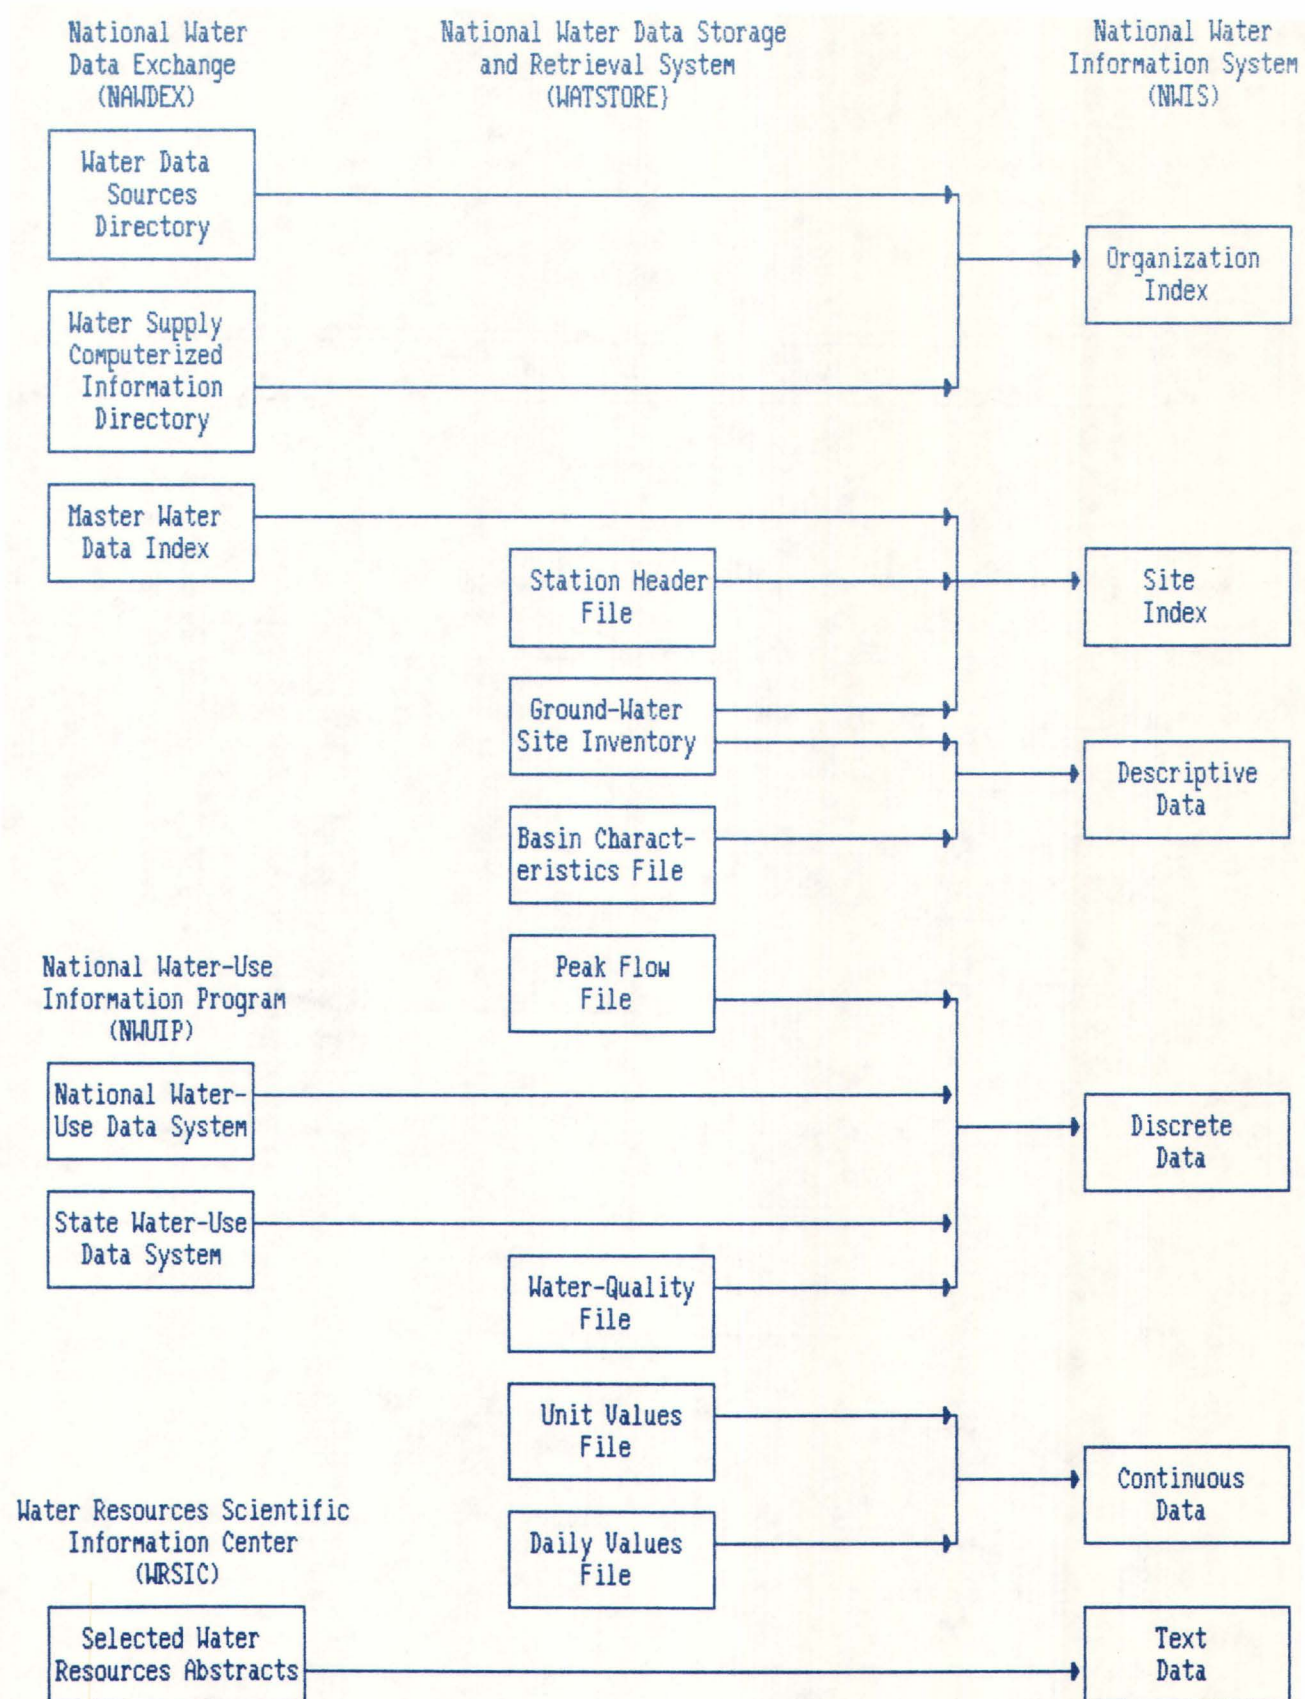 National Water
Data Exchange
(NAWDEX)
National Water Data Storage
and Retrieval System
(WATSTORE}
National Water
Information System
(NWIS)
Water Data
Sources
Directory
Organization
Index
Water Supply
Computerized
Information
Directory
Master Water
Data Index
Station Header
File
Site
Index
Ground-Water
Site Inventory
Descriptive
Data
Basin Charact-
eristics File
Peak Flow
File
National Water-Use
Information Program
(NWUIP)
National Water-
Use Data System
Discrete
Data
State Water-Use
Data System
Water-Quality
File
Unit Values
File
Continuous
Data
Water Resources Scientific
Information Center
(WRSIC)
Daily Values
File
Selected Water
Resources Abstracts
Text
Data